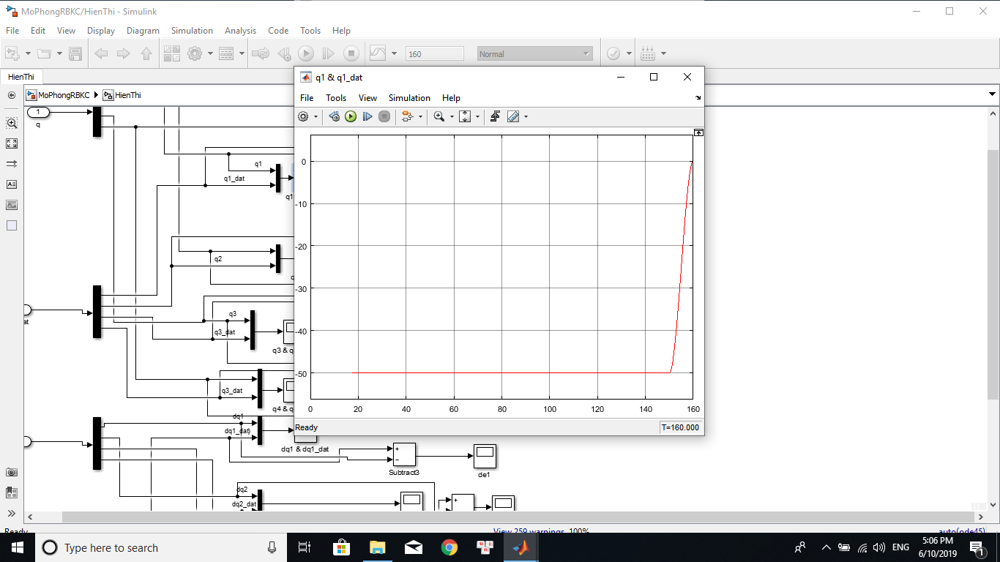 MoPhongRBKC/HienThi - Simulink
File Edit View Display Diagram Simulation Analysis Code Tools Help
160
Normal
HienThi
MoPhongRBKC HienThi
1
q
q1
q1_dat
q1
q2
q
q3
q3_dat
q3 & q
q3_dat
q4 & q
at
dq1
dq1_dat
dq1 & dq1_dat
Subtract3
de1
dq2
dq2_dat
q1 & q1_dat
File Tools View Simulation Help
0
-10
-20
-30
-40
-50
0 20 40 60 80 100 120 140 160
Ready
T=160.000
Ready
View 259 warnings 100%
auto(ode45)
Type here to search
ENG
5:06 PM
6/10/2019
1